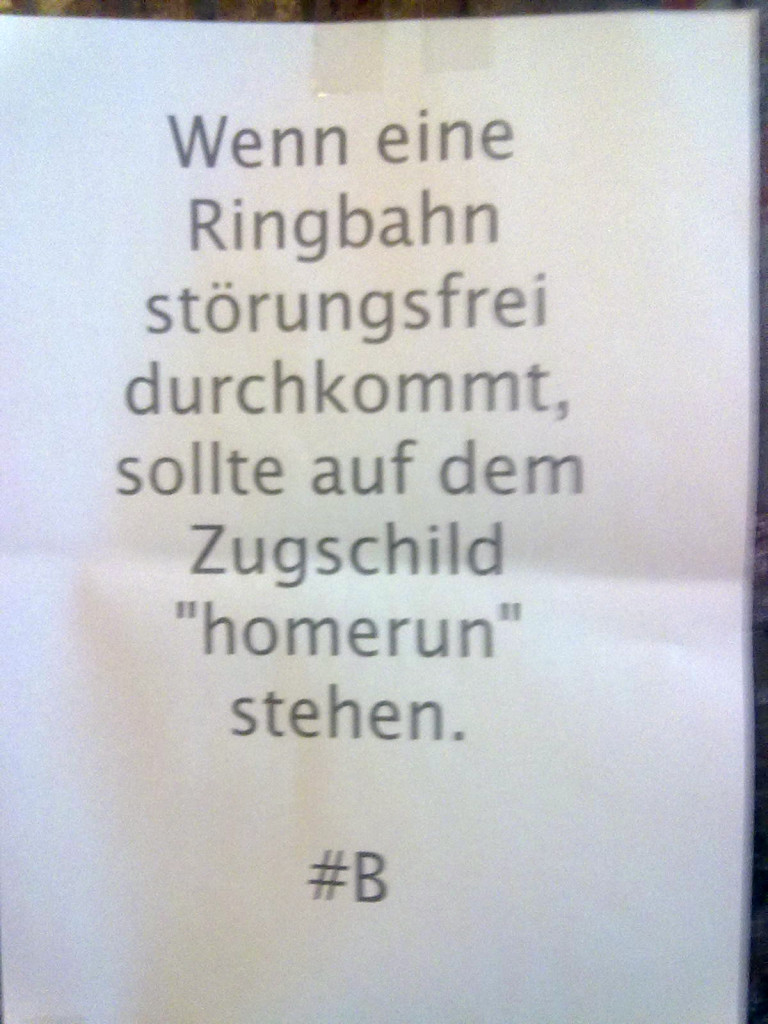 Wenn eine
Ringbahn
störungsfrei
durchkommt,
sollte auf dem
Zugschild
"homerun"
stehen.
#B